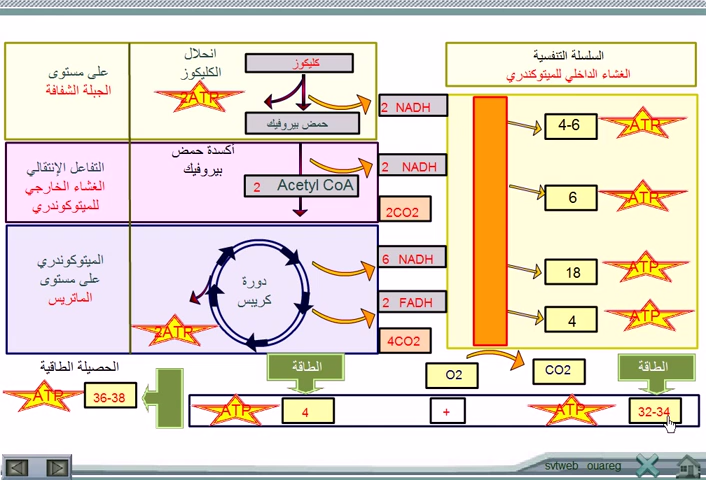 السلسلة التنفسية
الغشاء الداخلي للميتوكوندري
على مستوى
الجبلة الشفافة
انحلال
الكليكوز
2ATP
كليكوز
حمض بيروفيك
2 NADH
4-6
ATP
التفاعل الإنتقالي
الغشاء الخارجي
للميتوكوندري
أكسدة حمض
بيروفيك
2 Acetyl CoA
2 NADH
2CO2
6
ATP
الميتوكوندري
على مستوى
الماتريس
دورة
كريبس
2ATP
6 NADH
2 FADH
4CO2
18
ATP
4
ATP
الحصيلة الطاقية
ATP
36-38
الطاقة
O2
CO2
الطاقة
ATP
4
+
ATP
32-34
svtweb ouareg